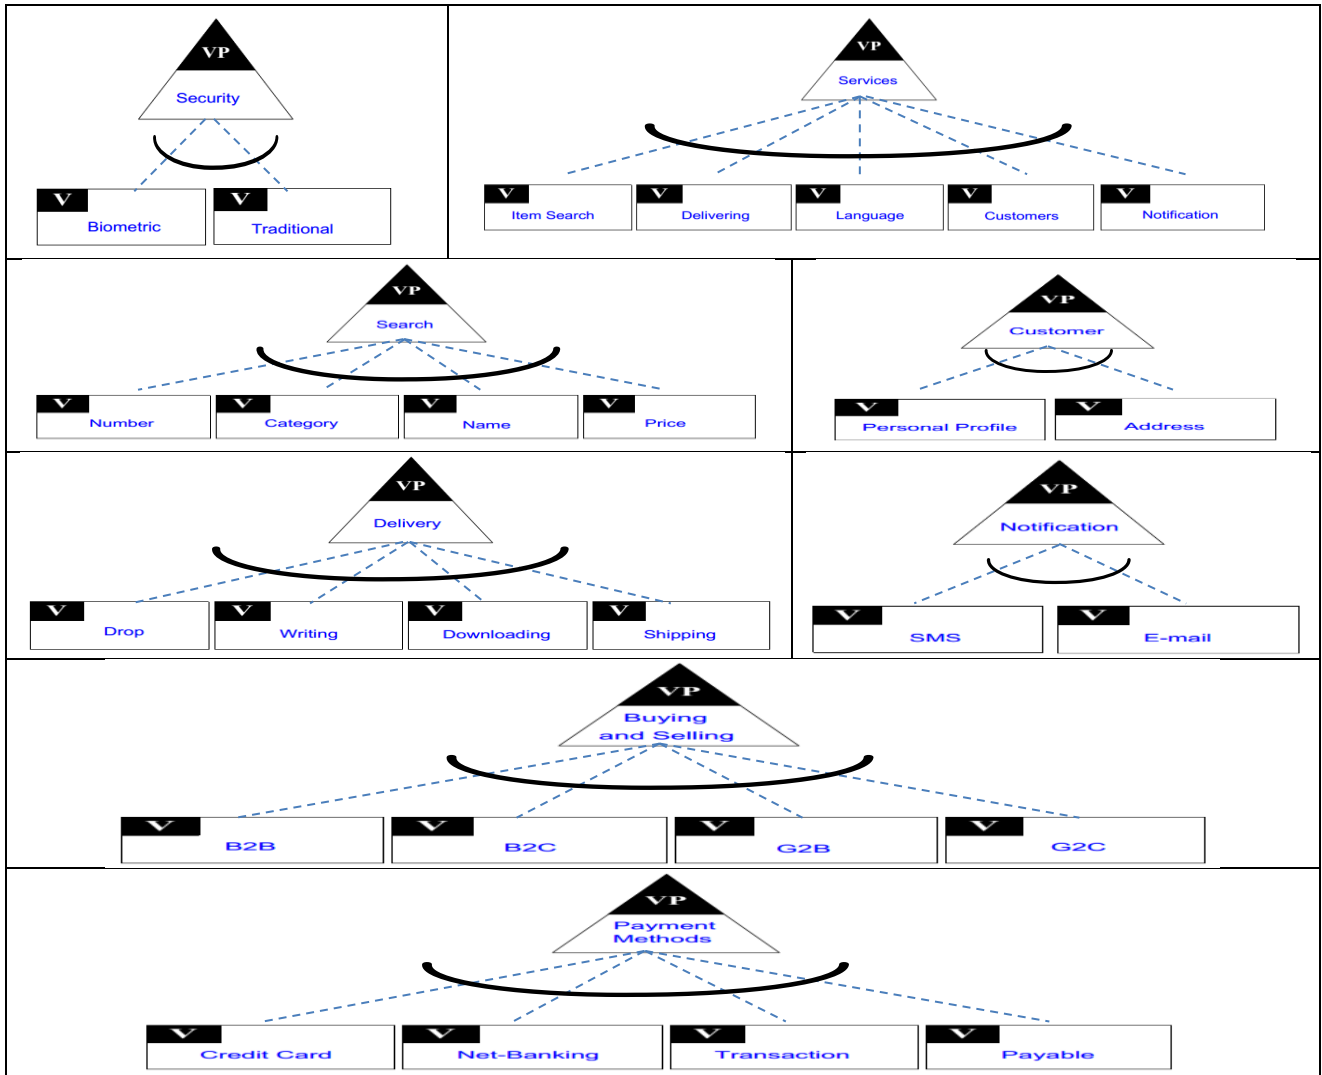 VP
Security
V
V
Biometric
Traditional
VP
Services
V
V
V
V
V
Item Search
Delivering
Language
Customers
Notification
VP
Search
V
V
V
V
Number
Category
Name
Price
VP
Customer
V
V
Personal Profile
Address
VP
Delivery
V
V
V
V
Drop
Writing
Downloading
Shipping
VP
Notification
V
V
SMS
E-mail
VP
Buying
and Selling
V
V
V
V
B2B
B2C
G2B
G2C
VP
Payment
Methods
V
V
V
V
Credit Card
Net-Banking
Transaction
Payable